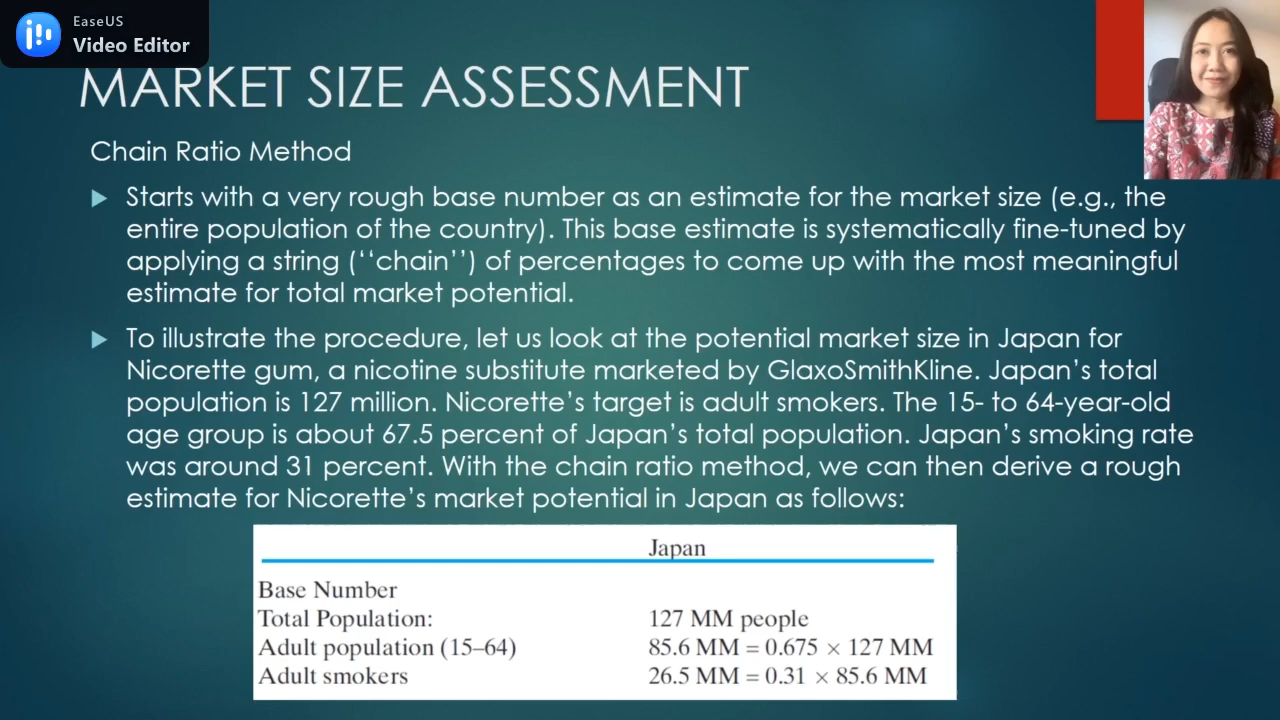 EaseUS
Video Editor
MARKET SIZE ASSESSMENT
Chain Ratio Method
Starts with a very rough base number as an estimate for the market size (e.g., the
entire population of the country). This base estimate is systematically fine-tuned by
applying a string (‘‘chain’’) of percentages to come up with the most meaningful
estimate for total market potential.
To illustrate the procedure, let us look at the potential market size in Japan for
Nicorette gum, a nicotine substitute marketed by GlaxoSmithKline. Japan’s total
population is 127 million. Nicorette’s target is adult smokers. The 15- to 64-year-old
age group is about 67.5 percent of Japan’s total population. Japan’s smoking rate
was around 31 percent. With the chain ratio method, we can then derive a rough
estimate for Nicorette’s market potential in Japan as follows:
Japan
Base Number
Total Population: 127 MM people
Adult population (15–64) 85.6 MM = 0.675 × 127 MM
Adult smokers 26.5 MM = 0.31 × 85.6 MM